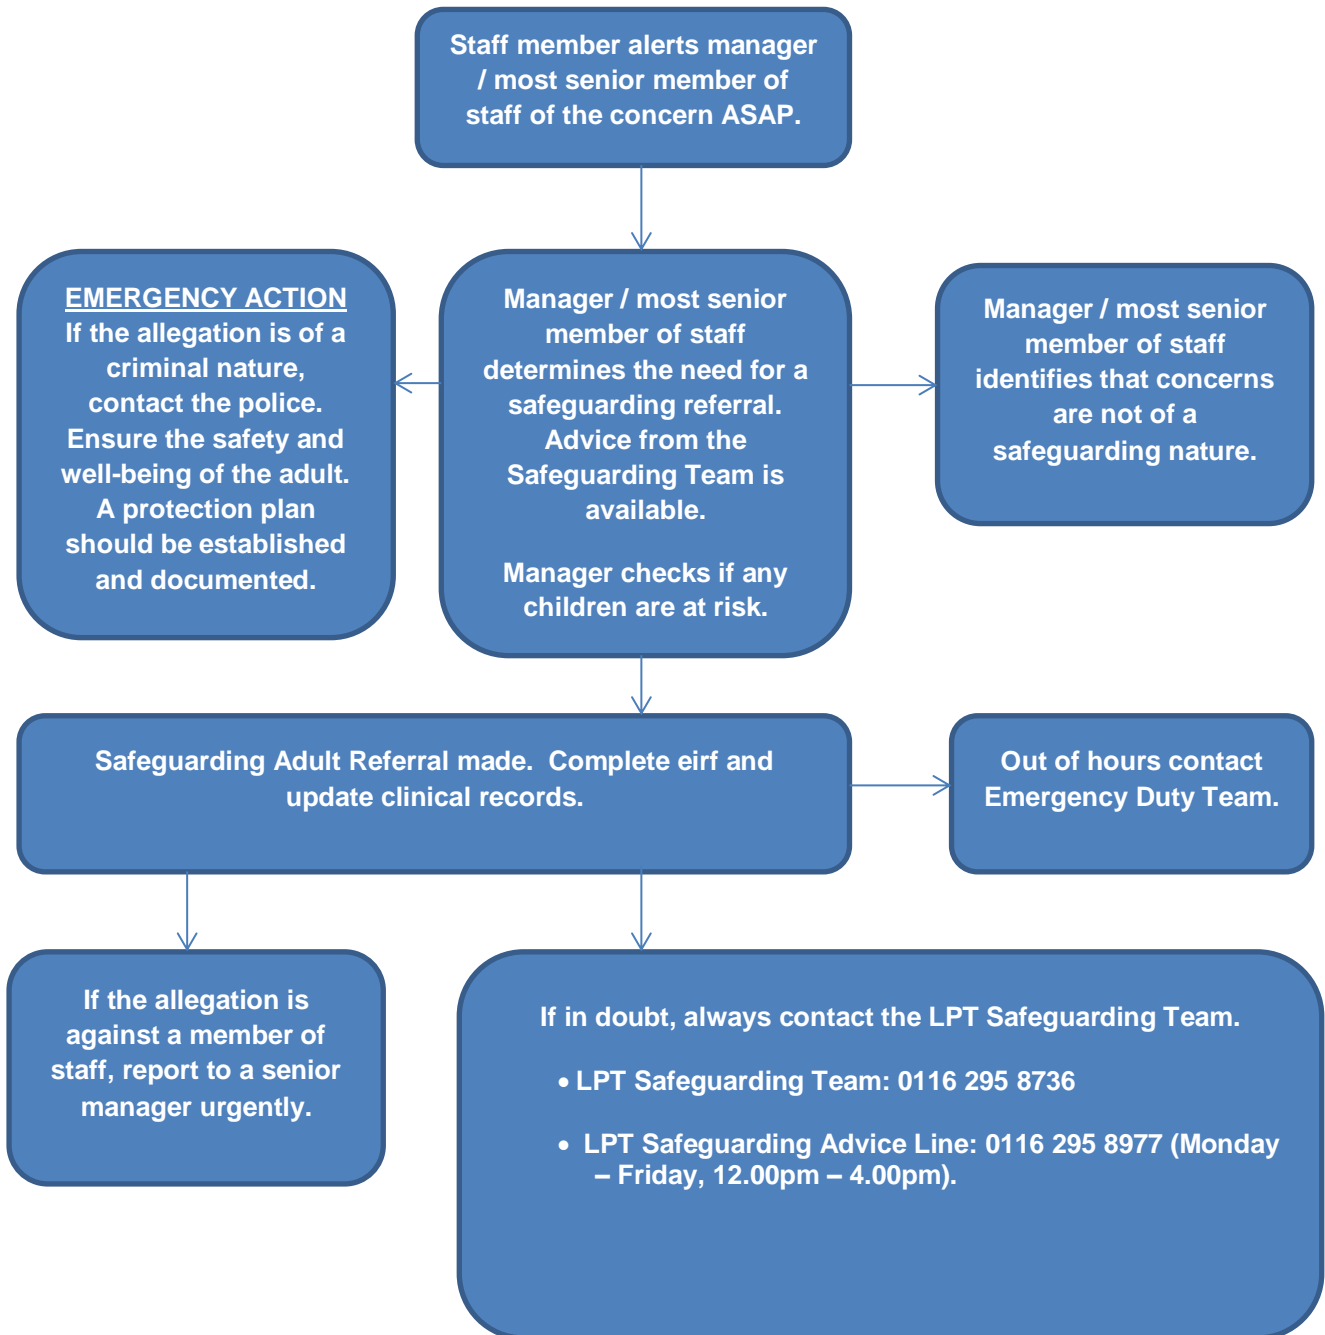 Staff member alerts manager
/ most senior member of
staff of the concern ASAP.
EMERGENCY ACTION
If the allegation is of a
criminal nature,
contact the police.
Ensure the safety and
well-being of the adult.
A protection plan
should be established
and documented.
Manager / most senior
member of staff
determines the need for a
safeguarding referral.
Advice from the
Safeguarding Team is
available.
Manager checks if any
children are at risk.
Manager / most senior
member of staff
identifies that concerns
are not of a
safeguarding nature.
Safeguarding Adult Referral made.  Complete eirf and
update clinical records.
Out of hours contact
Emergency Duty Team.
If the allegation is
against a member of
staff, report to a senior
manager urgently.
If in doubt, always contact the LPT Safeguarding Team.
• LPT Safeguarding Team: 0116 295 8736
• LPT Safeguarding Advice Line: 0116 295 8977 (Monday
– Friday, 12.00pm – 4.00pm).